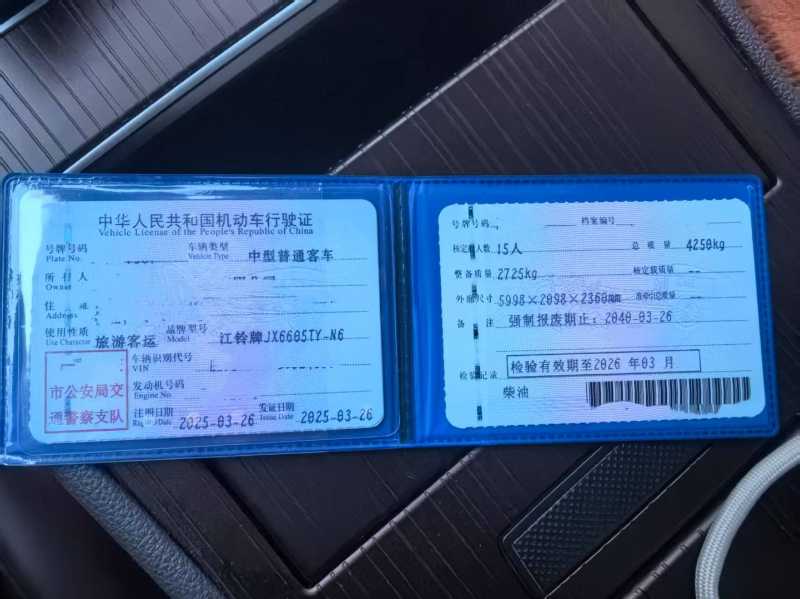 中华人民共和国机动车行驶证
Vehicle License of the People's Republic of China
号牌号码
Plate No.
车辆类型
Vehicle Type
中型普通客车
所有人
Owner
住
Address
使用性质
Use Character
旅游客运
品牌型号
Model
江铃牌JX6605TY-N6
车辆识别代号
VIN
发动机号码
Engine No.
市公安局交
通警察支队
注册日期
2025-03-26
发证日期
Issue Date
2025-03-26
号牌号码
档案编号
核定 人数
15人
总质量
4250kg
整备质量
2725kg
核定载质量
--
外廓尺寸
5998×2098×2360mm
准牵引总质量
--
备 注
强制报废期止:2040-03-26
检验有效期至2026年03月
检验记录
柴油